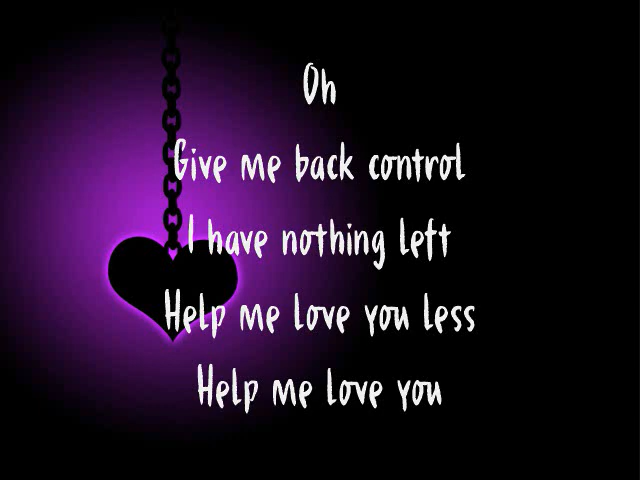 Oh
Give me back control
I have nothing left
Help me love you less
Help me love you